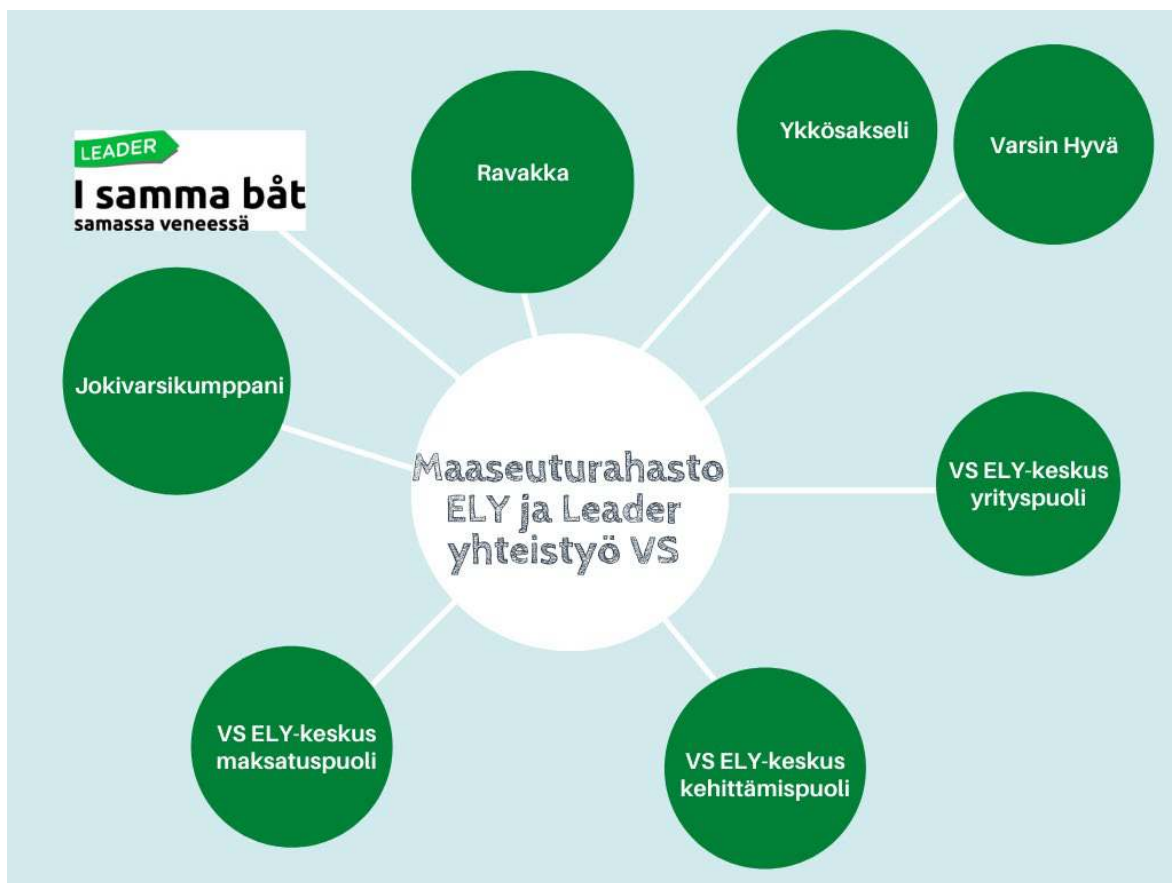 LEADER
I samma båt
samassa veneessä
Ravakka
Ykkösakseli
Varsin Hyvä
Jokivarsikumppani
Maaseuturahasto
ELY ja Leader
yhteistyö VS
VS ELY-keskus
yrityspuoli
VS ELY-keskus
maksatuspuoli
VS ELY-keskus
kehittämispuoli